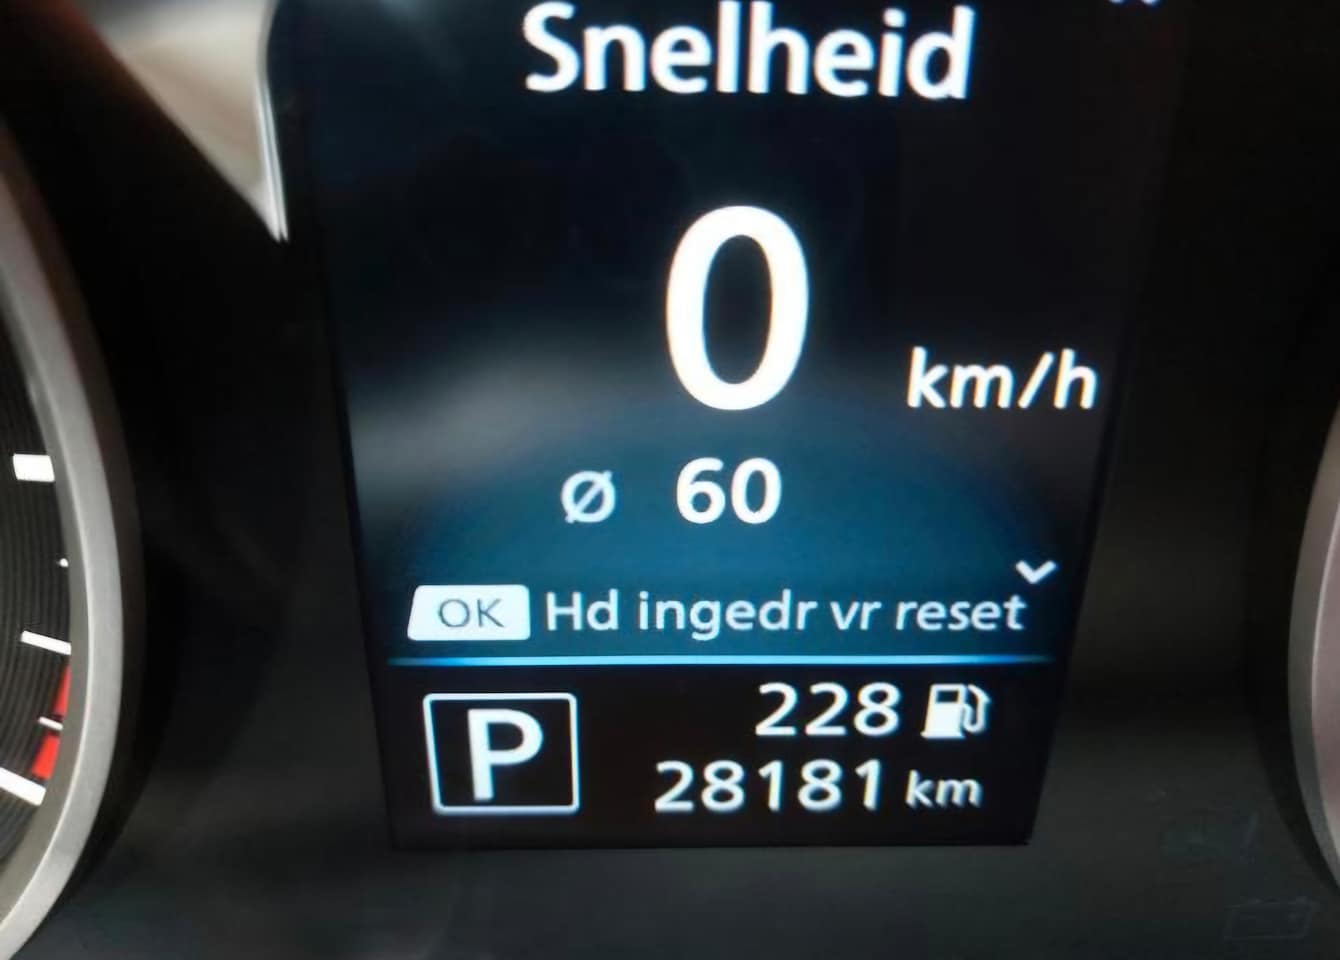 Snelheid
0 km/h
Ø 60
OK Hd ingedr vr reset
P
228
28181 km